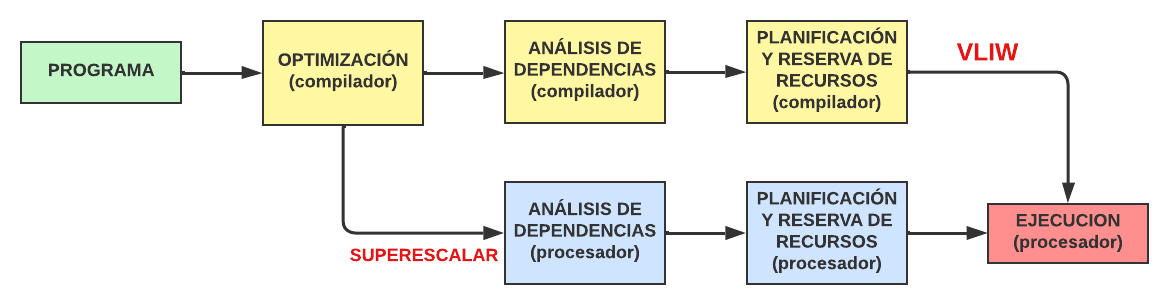 PROGRAMA
OPTIMIZACIÓN
(compilador)
ANÁLISIS DE
DEPENDENCIAS
(compilador)
PLANIFICACIÓN
Y RESERVA DE
RECURSOS
(compilador)
VLIW
SUPERESCALAR
ANÁLISIS DE
DEPENDENCIAS
(procesador)
PLANIFICACIÓN
Y RESERVA DE
RECURSOS
(procesador)
EJECUCION
(procesador)